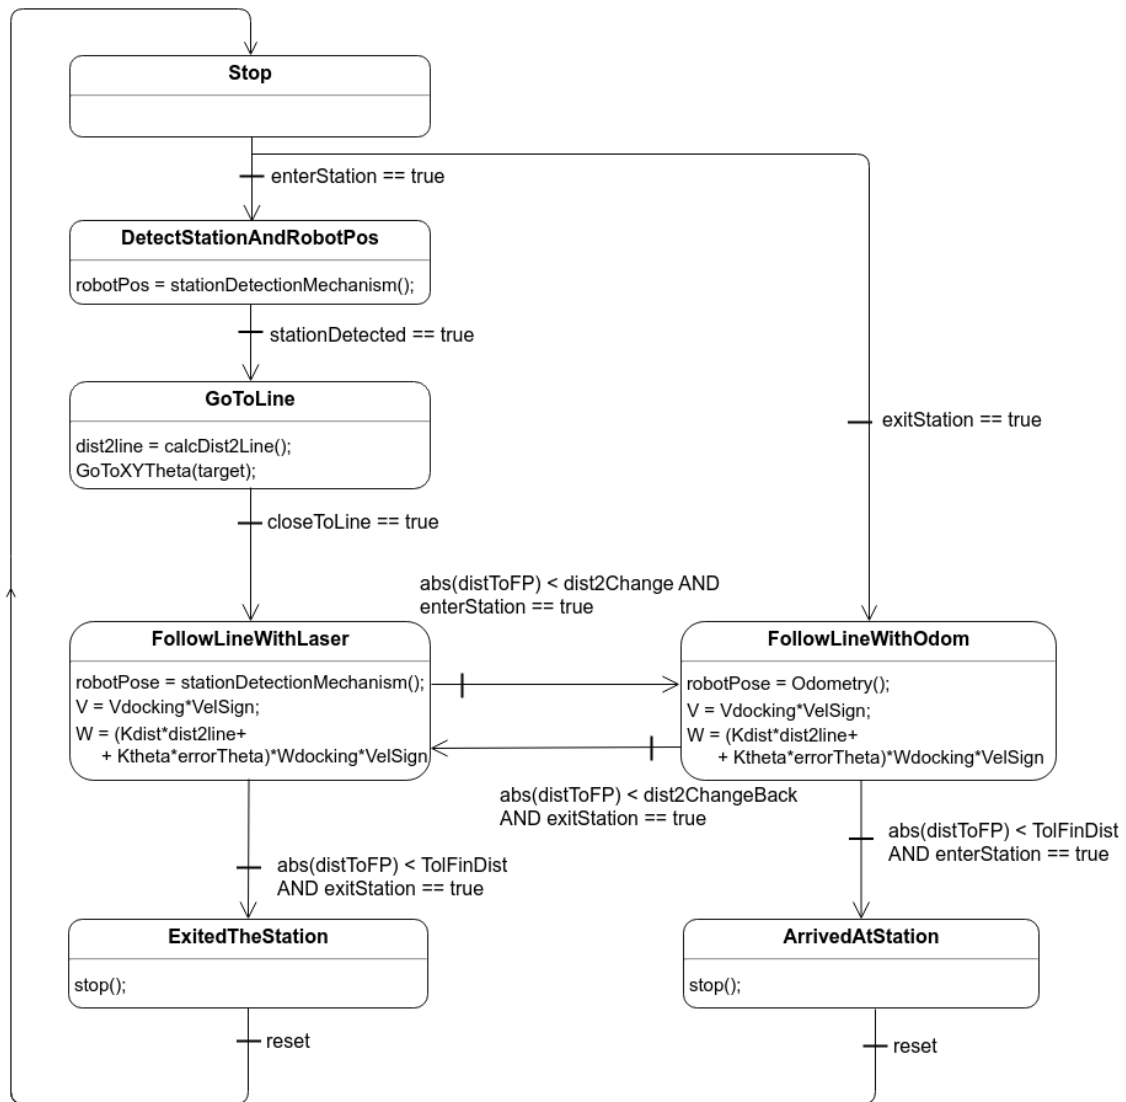 Stop
enterStation == true
DetectStationAndRobotPos
robotPos = stationDetectionMechanism();
stationDetected == true
GoToLine
dist2line = calcDist2Line();
GoToXYTheta(target);
exitStation == true
closeToLine == true
abs(distToFP) < dist2Change AND
enterStation == true
FollowLineWithLaser
robotPose = stationDetectionMechanism();
V = Vdocking*VelSign;
W = (Kdist*dist2line+
+ Ktheta*errorTheta)*Wdocking*VelSign
FollowLineWithOdom
robotPose = Odometry();
V = Vdocking*VelSign;
W = (Kdist*dist2line+
+ Ktheta*errorTheta)*Wdocking*VelSign
abs(distToFP) < dist2ChangeBack
AND exitStation == true
abs(distToFP) < TolFinDist
AND enterStation == true
abs(distToFP) < TolFinDist
AND exitStation == true
ExitedTheStation
stop();
ArrivedAtStation
stop();
reset
reset